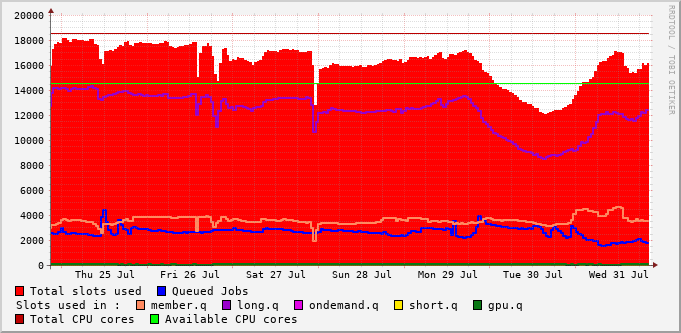 RRDTOOL / TOBI OETIKER
20000
18000
16000
14000
12000
10000
8000
6000
4000
2000
0
Thu 25 Jul Fri 26 Jul Sat 27 Jul Sun 28 Jul Mon 29 Jul Tue 30 Jul Wed 31 Jul
Total slots used Queued Jobs
Slots used in : member.q long.q ondemand.q short.q gpu.q
Total CPU cores Available CPU cores